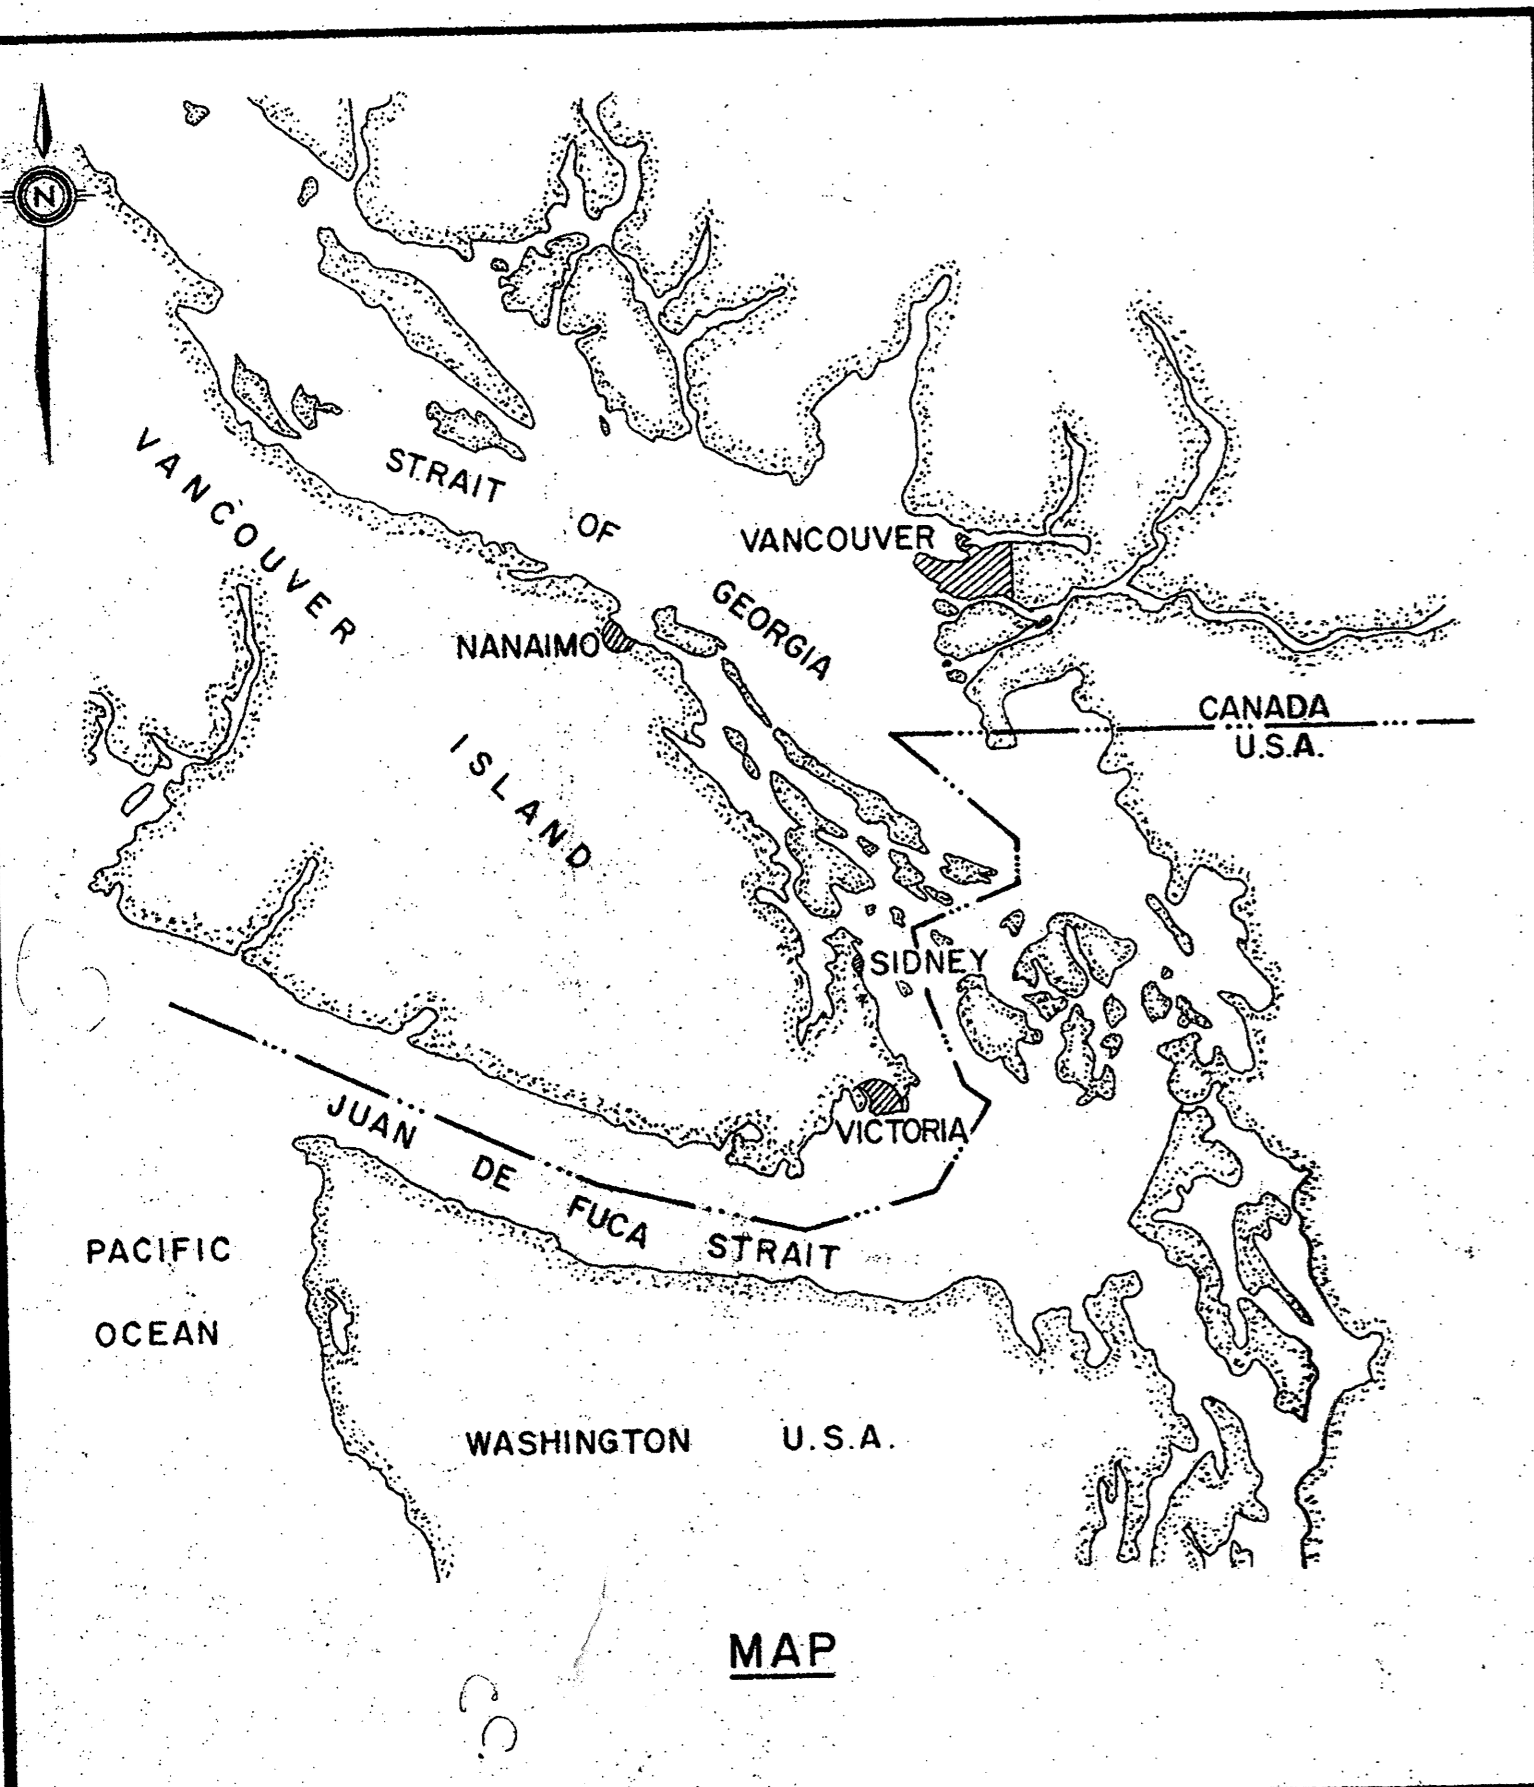 N
STRAIT OF GEORGIA
VANCOUVER ISLAND
VANCOUVER
NANAIMO
CANADA
U.S.A.
SIDNEY
VICTORIA
JUAN DE FUCA STRAIT
PACIFIC
OCEAN
WASHINGTON U.S.A.
MAP